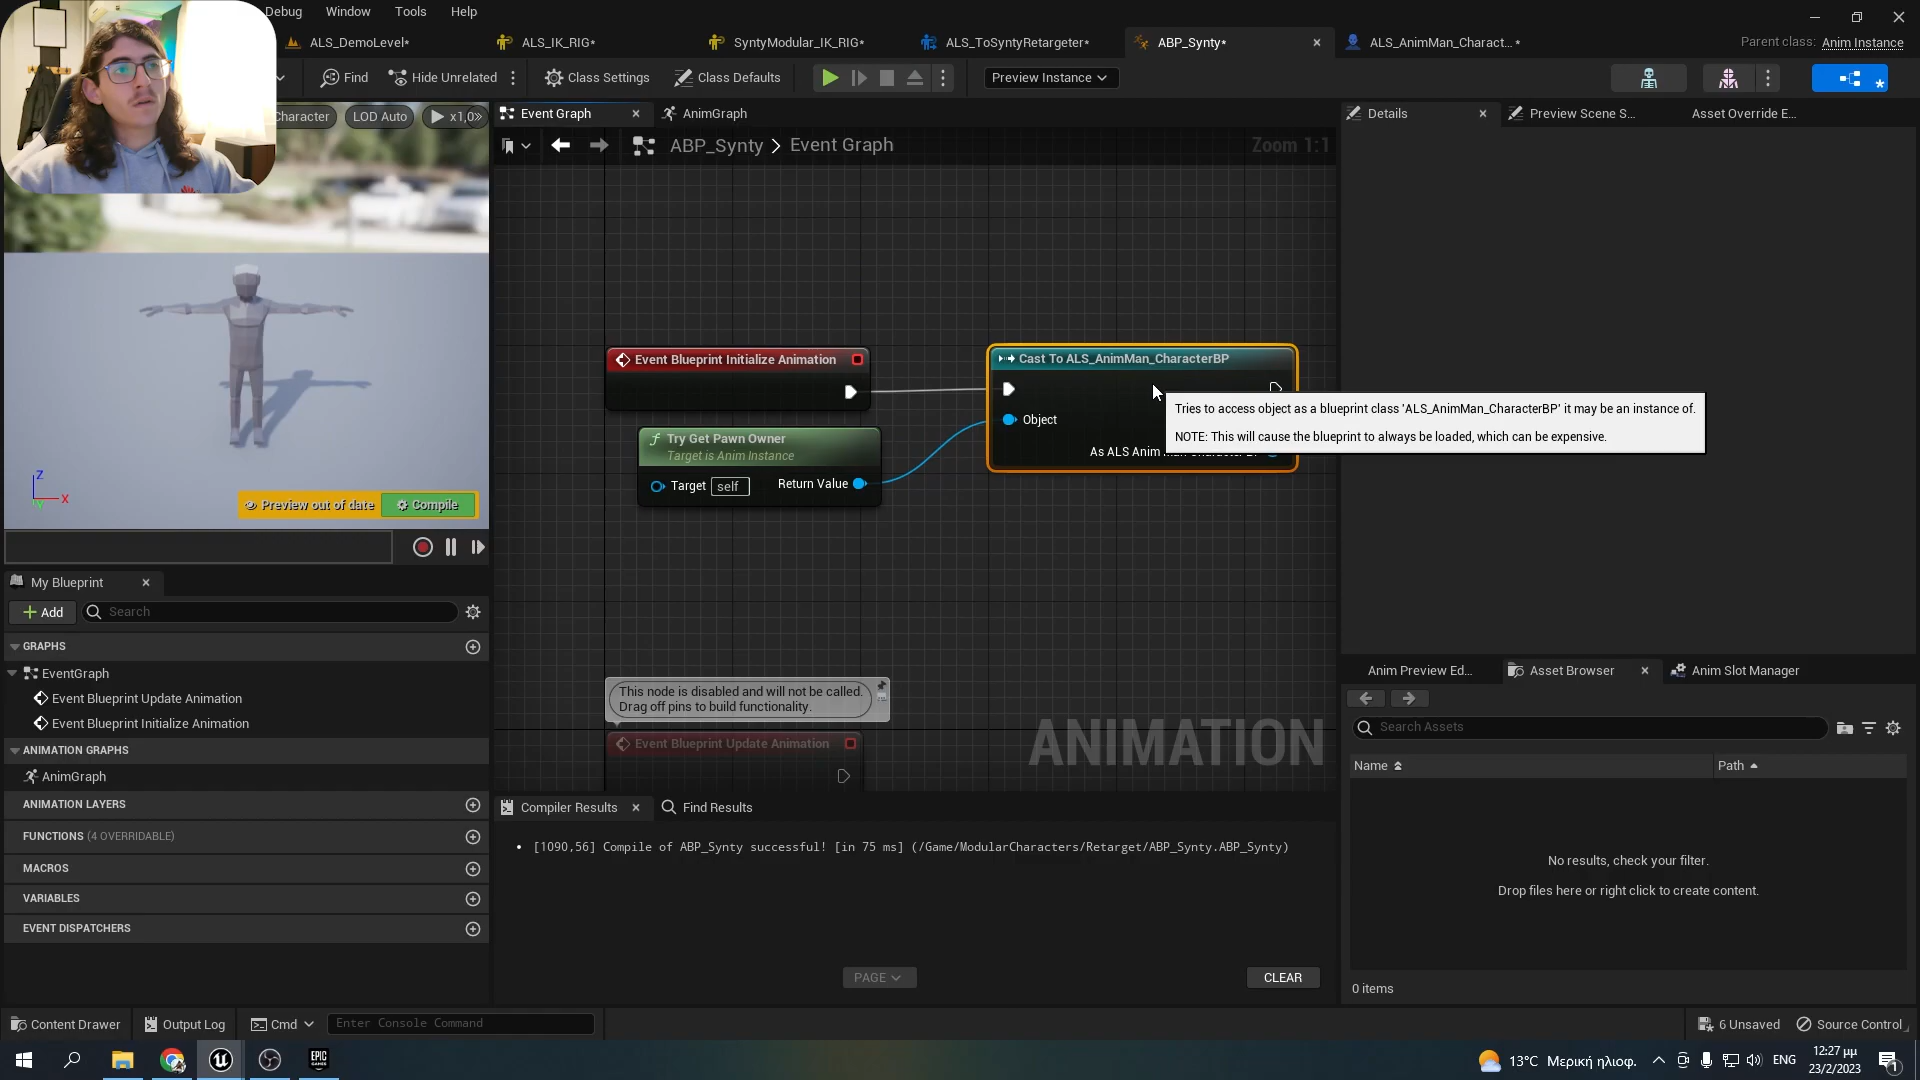 Debug Window Tools Help
ALS_DemoLevel* ALS_IK_RIG* SyntyModular_IK_RIG* ALS_ToSyntyRetargeter* ABP_Synty* ALS_AnimMan_Charact...* Parent class: Anim Instance
Find Hide Unrelated Class Settings Class Defaults Preview Instance
Character LOD Auto x1,0
Event Graph AnimGraph
ABP_Synty > Event Graph Zoom 1:1
Details Preview Scene S... Asset Override E...
Event Blueprint Initialize Animation
Cast To ALS_AnimMan_CharacterBP
Object
Tries to access object as a blueprint class 'ALS_AnimMan_CharacterBP' it may be an instance of.
NOTE: This will cause the blueprint to always be loaded, which can be expensive.
Try Get Pawn Owner
Target is Anim Instance
As ALS Anim
Target self Return Value
Z
X
Preview out of date Compile
My Blueprint
Add Search
GRAPHS
EventGraph
Event Blueprint Update Animation
Event Blueprint Initialize Animation
ANIMATION GRAPHS
AnimGraph
ANIMATION LAYERS
FUNCTIONS (4 OVERRIDABLE)
MACROS
VARIABLES
EVENT DISPATCHERS
This node is disabled and will not be called.
Drag off pins to build functionality.
Event Blueprint Update Animation
ANIMATION
Compiler Results Find Results
[1090,56] Compile of ABP_Synty successful! [in 75 ms] (/Game/ModularCharacters/Retarget/ABP_Synty.ABP_Synty)
PAGE CLEAR
Anim Preview Ed... Asset Browser Anim Slot Manager
Search Assets
Name Path
No results, check your filter.
Drop files here or right click to create content.
0 items
Content Drawer Output Log Cmd Enter Console Command 6 Unsaved Source Control
EPIC GAMES
13°C Μερική ηλιοφ. ENG 12:27 μμ
23/2/2023
1